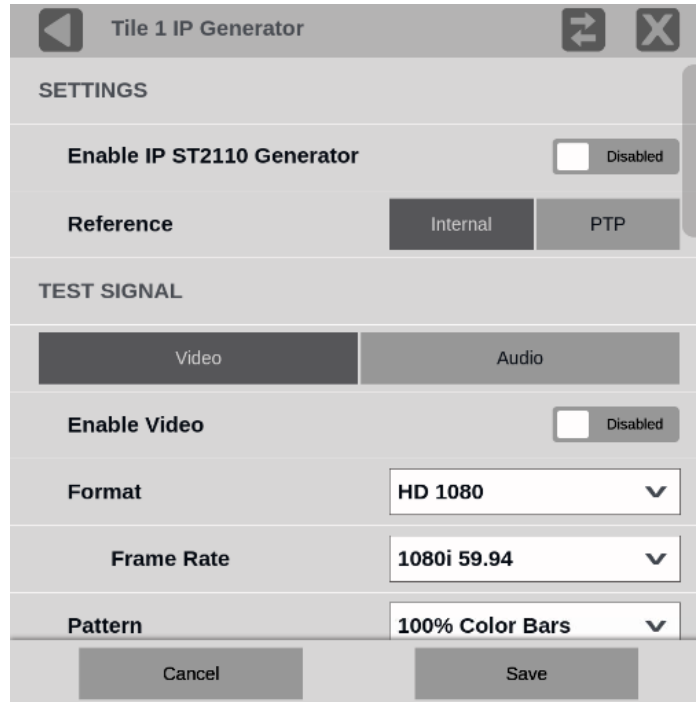 Tile 1 IP Generator
SETTINGS
Enable IP ST2110 Generator Disabled
Reference Internal PTP
TEST SIGNAL
Video Audio
Enable Video Disabled
Format HD 1080
Frame Rate 1080i 59.94
Pattern 100% Color Bars
Cancel Save